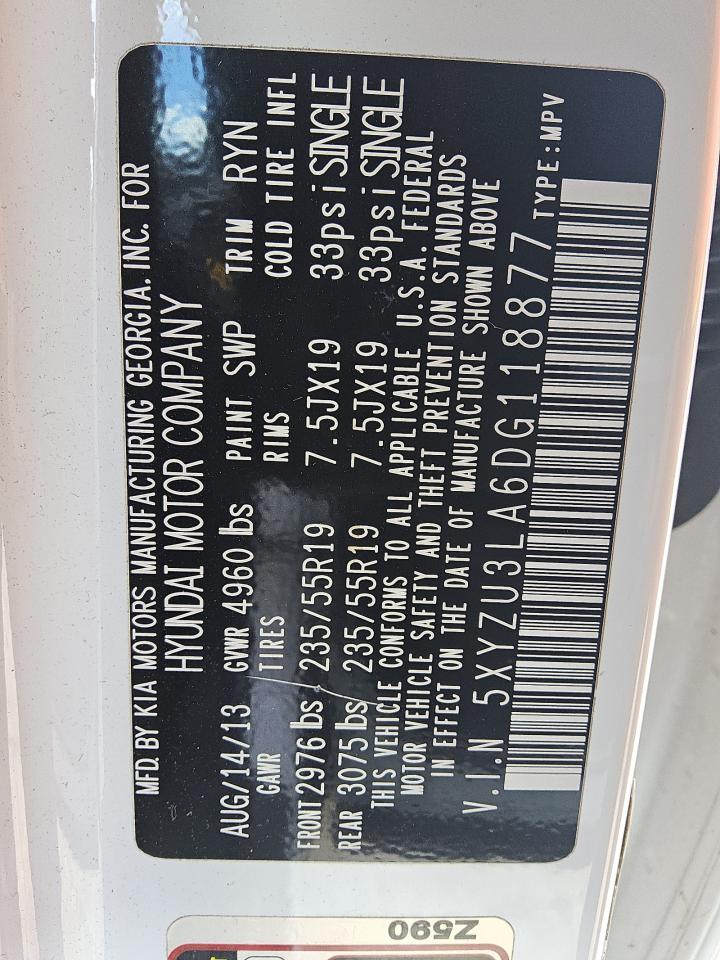 MFD. BY KIA MOTORS MANUFACTURING GEORGIA. INC. FOR
HYUNDAI MOTOR COMPANY
AUG/14/13 GVWR 4960 lbs PAINT SWP TRIM RYN
GAWR TIRES RIMS COLD TIRE INFL
FRONT 2976 lbs 235/55R19 7.5JX19 33psi SINGLE
REAR 3075 lbs 235/55R19 7.5JX19 33psi SINGLE
THIS VEHICLE CONFORMS TO ALL APPLICABLE U.S.A. FEDERAL
MOTOR VEHICLE SAFETY AND THEFT PREVENTION STANDARDS
IN EFFECT ON THE DATE OF MANUFACTURE SHOWN ABOVE
V.I.N 5XYZU3LA6DG118877 TYPE:MPV
Z590